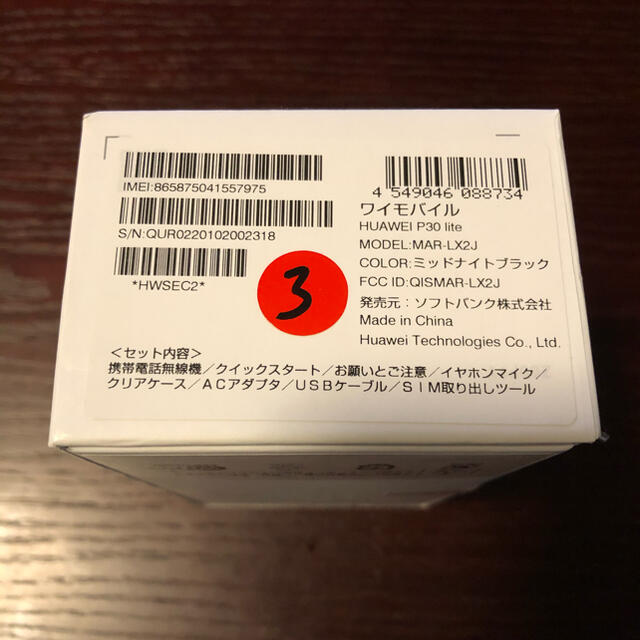 IMEI:865875041557975
S/N:QUR0220102002318
*HWSEC2*
3
4 549046 088734
ワイモバイル
HUAWEI P30 lite
MODEL:MAR-LX2J
COLOR:ミッドナイトブラック
FCC ID:QISMAR-LX2J
発売元:ソフトバンク株式会社
Made in China
Huawei Technologies Co., Ltd.
<セット内容>
携帯電話無線機/クイックスタート/お願いとご注意/イヤホンマイク/
クリアケース/ACアダプタ/USBケーブル/SIM取り出しツール